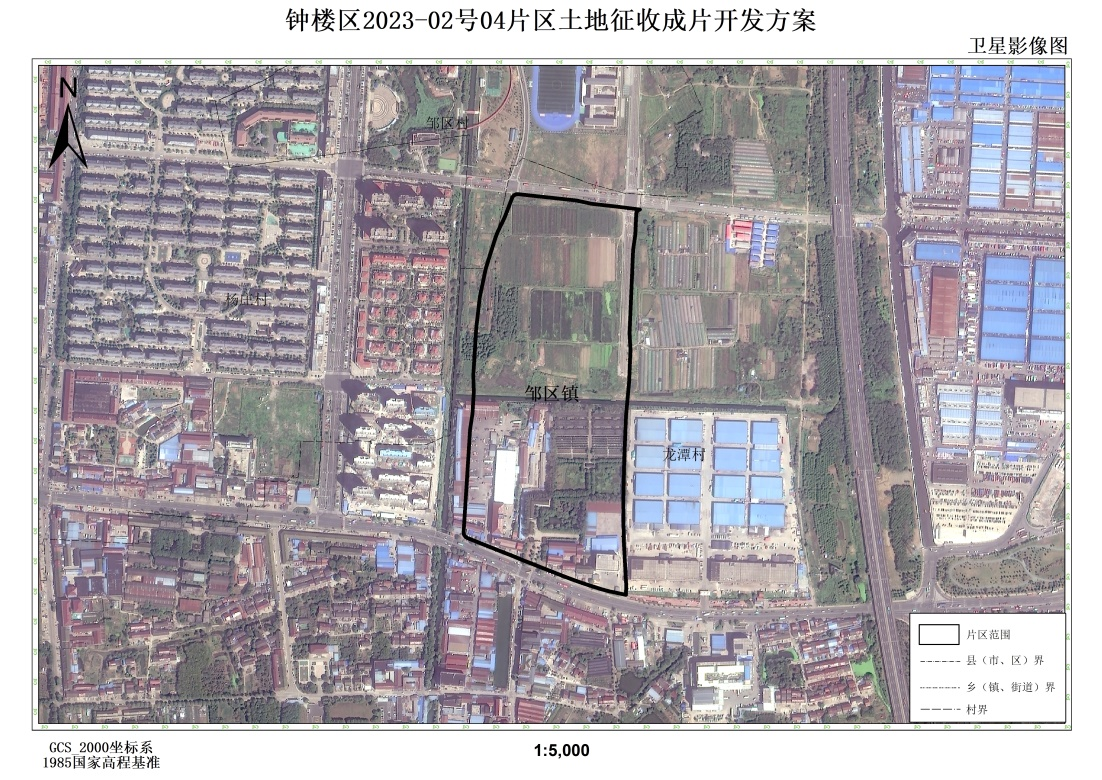 钟楼区2023-02号04片区土地征收成片开发方案
卫星影像图
N
邹区村
邹区镇
龙潭村
片区范围
县（市、区）界
乡（镇、街道）界
村界
GCS_2000坐标系
1985国家高程基准
1:5,000